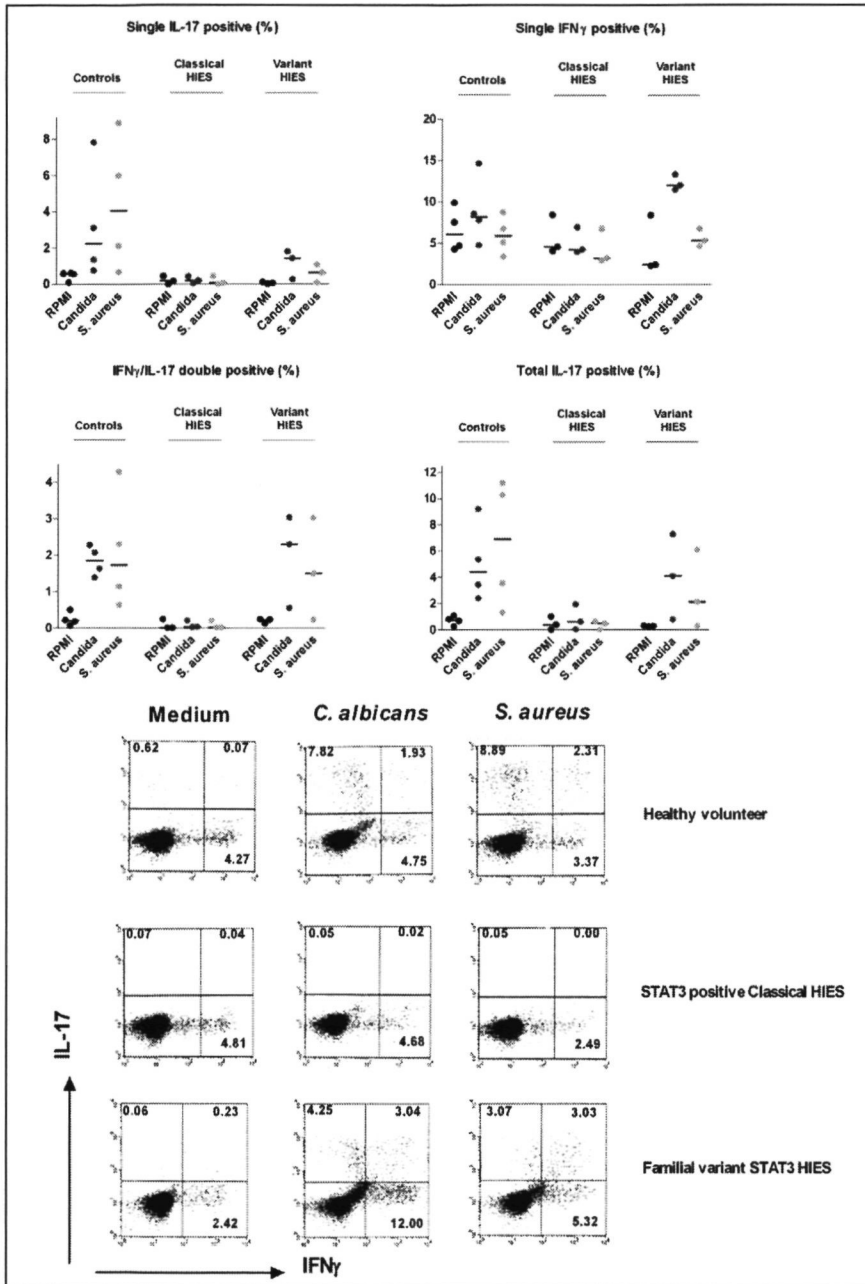 Single IL-17 positive (%)
Controls
Classical
HIES
Variant
HIES
8
6
4
2
0
RPMI
Candida
S. aureus
RPMI
Candida
S. aureus
RPMI
Candida
S. aureus
Single IFNγ positive (%)
Controls
Classical
HIES
Variant
HIES
20
15
10
5
0
RPMI
Candida
S. aureus
RPMI
Candida
S. aureus
RPMI
Candida
S. aureus
IFNγ/IL-17 double positive (%)
Controls
Classical
HIES
Variant
HIES
4
3
2
1
0
RPMI
Candida
S. aureus
RPMI
Candida
S. aureus
RPMI
Candida
S. aureus
Total IL-17 positive (%)
Controls
Classical
HIES
Variant
HIES
12
10
8
6
4
2
0
RPMI
Candida
S. aureus
RPMI
Candida
S. aureus
RPMI
Candida
S. aureus
Medium
C. albicans
S. aureus
0.62 0.07
4.27
7.82 1.93
4.75
8.89 2.31
3.37
Healthy volunteer
0.07 0.04
4.81
0.05 0.02
4.68
0.05 0.00
2.49
STAT3 positive Classical HIES
0.06 0.23
2.42
4.25 3.04
12.00
3.07 3.03
5.32
Familial variant STAT3 HIES
IL-17
IFNγ